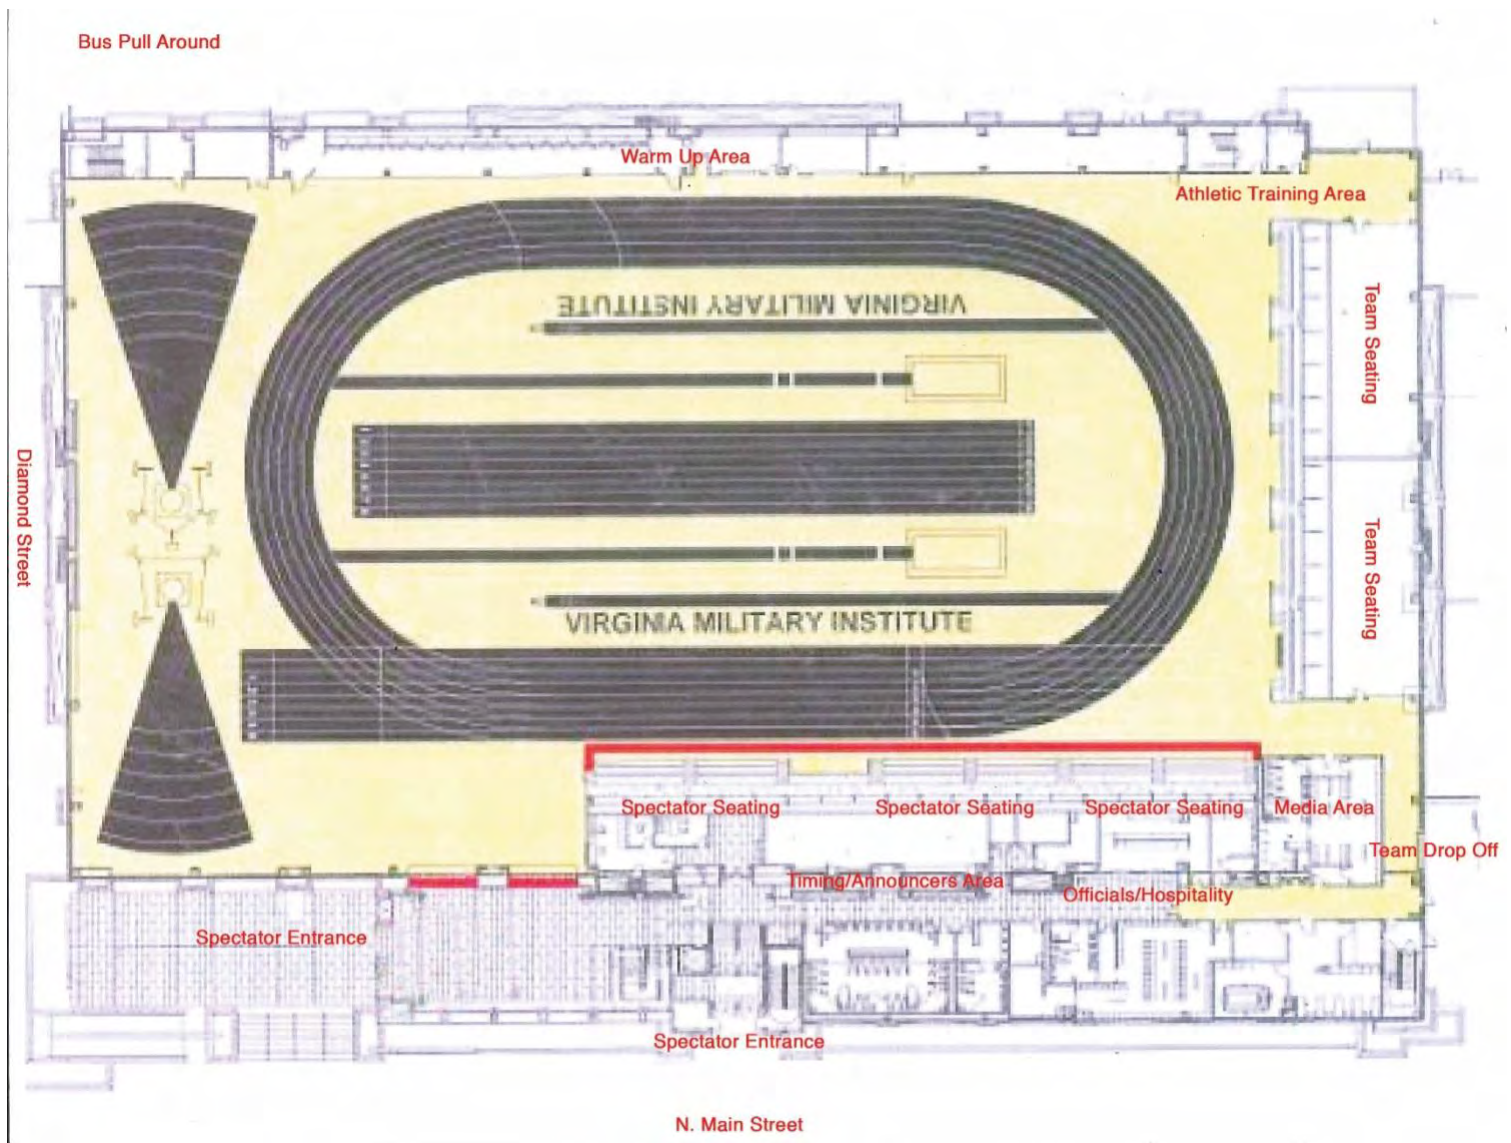 Bus Pull Around
Warm Up Area
Athletic Training Area
VIRGINIA MILITARY INSTITUTE
Team Seating
Diamond Street
Team Seating
VIRGINIA MILITARY INSTITUTE
Spectator Seating
Spectator Seating
Spectator Seating
Media Area
Team Drop Off
Timing/Announcers Area
Officials/Hospitality
Spectator Entrance
Spectator Entrance
N. Main Street